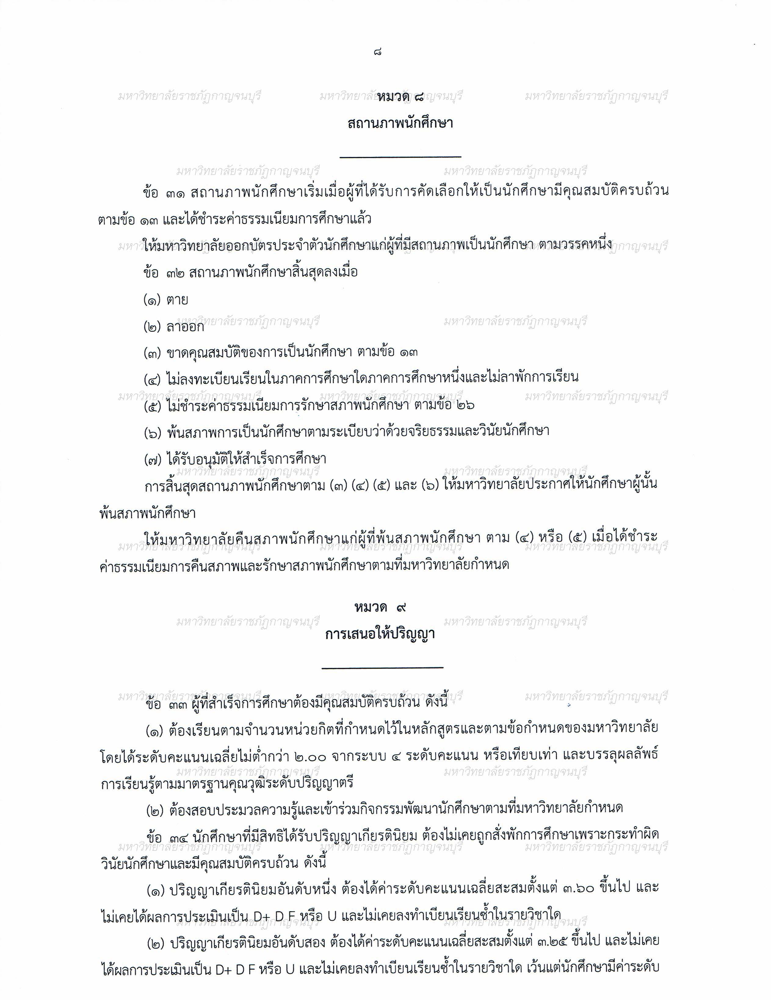 ๘
หมวด ๘
สถานภาพนักศึกษา
ข้อ ๓๑ สถานภาพนักศึกษาเริ่มเมื่อผู้ที่ได้รับการคัดเลือกให้เป็นนักศึกษามีคุณสมบัติครบถ้วน
ตามข้อ ๑๓ และได้ชำระค่าธรรมเนียมการศึกษาแล้ว
ให้มหาวิทยาลัยออกบัตรประจำตัวนักศึกษาแก่ผู้ที่มีสถานภาพเป็นนักศึกษา ตามวรรคหนึ่ง
ข้อ ๓๒ สถานภาพนักศึกษาสิ้นสุดลงเมื่อ
(๑) ตาย
(๒) ลาออก
(๓) ขาดคุณสมบัติของการเป็นนักศึกษา ตามข้อ ๑๓
(๔) ไม่ลงทะเบียนเรียนในภาคการศึกษาใดภาคการศึกษาหนึ่งและไม่ลาพักการเรียน
(๕) ไม่ชำระค่าธรรมเนียมการรักษาสภาพนักศึกษา ตามข้อ ๒๖
(๖) พ้นสภาพการเป็นนักศึกษาตามระเบียบว่าด้วยจริยธรรมและวินัยนักศึกษา
(๗) ได้รับอนุมัติให้สำเร็จการศึกษา
การสิ้นสุดสถานภาพนักศึกษาตาม (๓) (๔) (๕) และ (๖) ให้มหาวิทยาลัยประกาศให้นักศึกษาผู้นั้น
พ้นสภาพนักศึกษา
ให้มหาวิทยาลัยคืนสภาพนักศึกษาแก่ผู้ที่พ้นสภาพนักศึกษา ตาม (๔) หรือ (๕) เมื่อได้ชำระ
ค่าธรรมเนียมการคืนสภาพและรักษาสภาพนักศึกษาตามที่มหาวิทยาลัยกำหนด
หมวด ๙
การเสนอให้ปริญญา
ข้อ ๓๓ ผู้ที่สำเร็จการศึกษาต้องมีคุณสมบัติครบถ้วน ดังนี้
(๑) ต้องเรียนตามจำนวนหน่วยกิตที่กำหนดไว้ในหลักสูตรและตามข้อกำหนดของมหาวิทยาลัย
โดยได้ระดับคะแนนเฉลี่ยไม่ต่ำกว่า ๒.๐๐ จากระบบ ๔ ระดับคะแนน หรือเทียบเท่า และบรรลุผลลัพธ์
การเรียนรู้ตามมาตรฐานคุณวุฒิระดับปริญญาตรี
(๒) ต้องสอบประมวลความรู้และเข้าร่วมกิจกรรมพัฒนานักศึกษาตามที่มหาวิทยาลัยกำหนด
ข้อ ๓๔ นักศึกษาที่มีสิทธิได้รับปริญญาเกียรตินิยม ต้องไม่เคยถูกสั่งพักการศึกษาเพราะกระทำผิด
วินัยนักศึกษาและมีคุณสมบัติครบถ้วน ดังนี้
(๑) ปริญญาเกียรตินิยมอันดับหนึ่ง ต้องได้ค่าระดับคะแนนเฉลี่ยสะสมตั้งแต่ ๓.๖๐ ขึ้นไป และ
ไม่เคยได้ผลการประเมินเป็น D+ D F หรือ U และไม่เคยลงทำเบียนเรียนซ้ำในรายวิชาใด
(๒) ปริญญาเกียรตินิยมอันดับสอง ต้องได้ค่าระดับคะแนนเฉลี่ยสะสมตั้งแต่ ๓.๒๕ ขึ้นไป และไม่เคย
ได้ผลการประเมินเป็น D+ D F หรือ U และไม่เคยลงทำเบียนเรียนซ้ำในรายวิชาใด เว้นแต่นักศึกษามีค่าระดับ